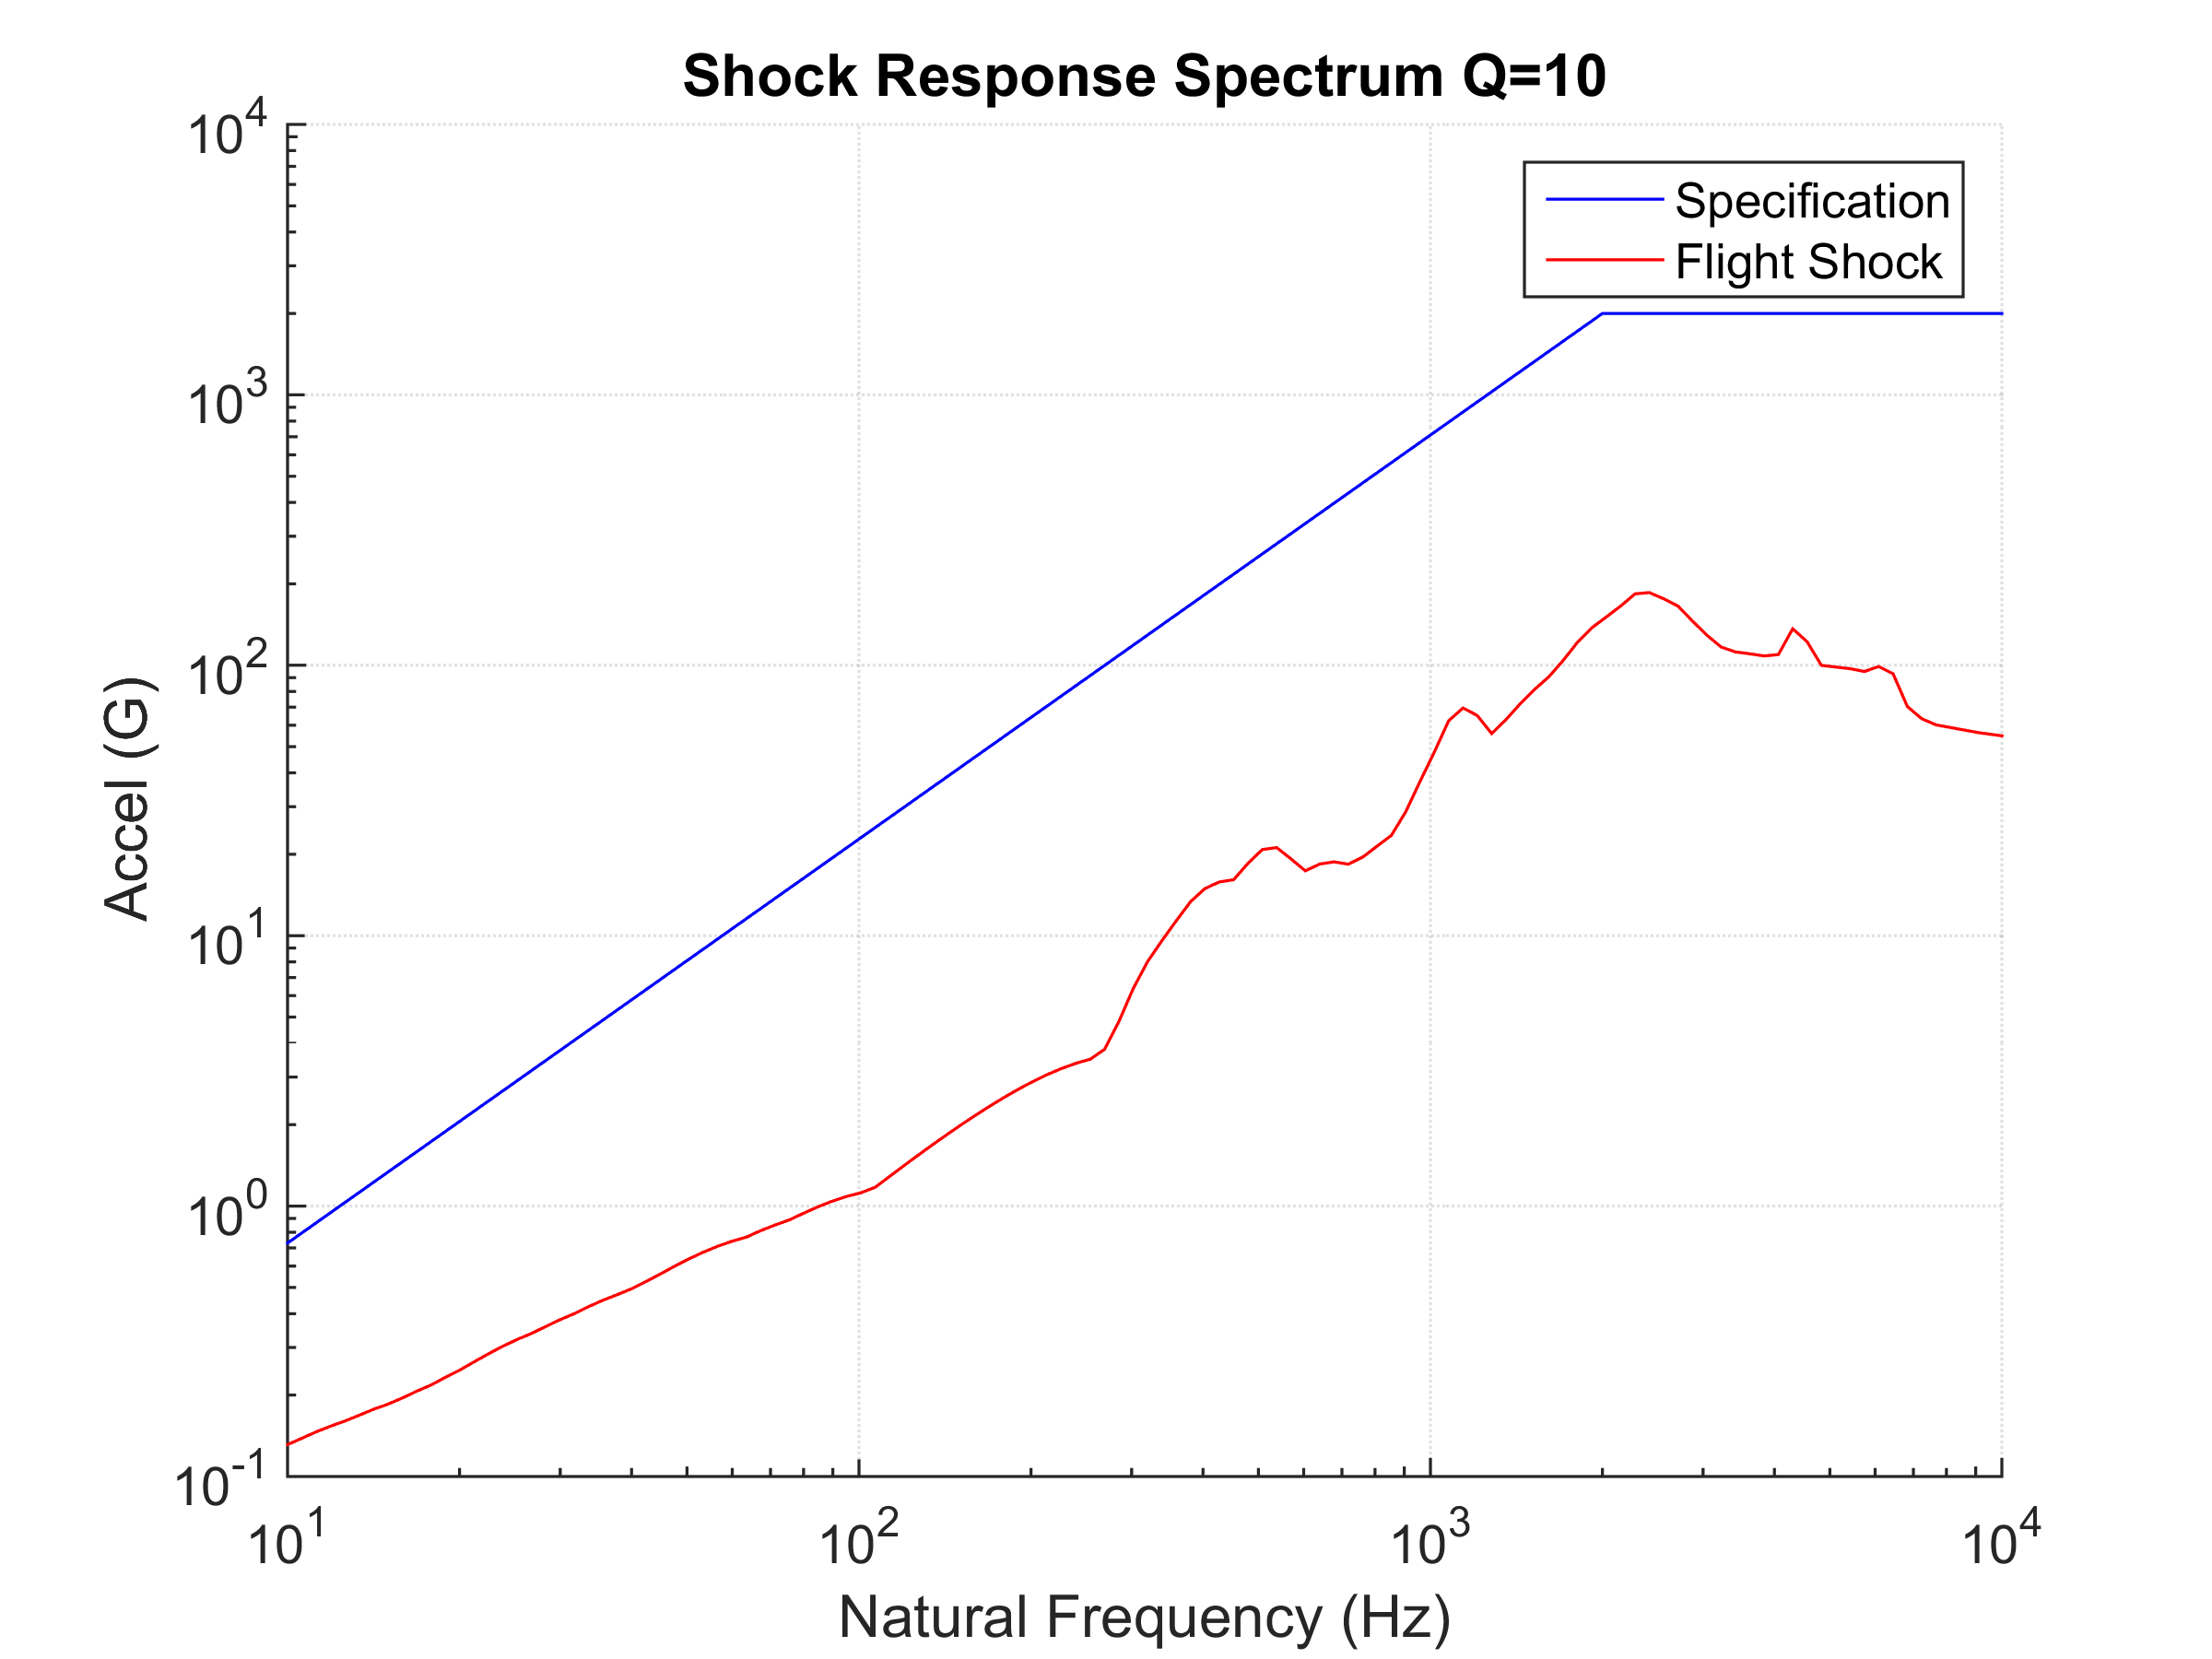 Shock Response Spectrum Q=10
10^4
10^3
10^2
10^1
10^0
10^-1
Accel (G)
Specification
Flight Shock
10^1
10^2
10^3
10^4
Natural Frequency (Hz)